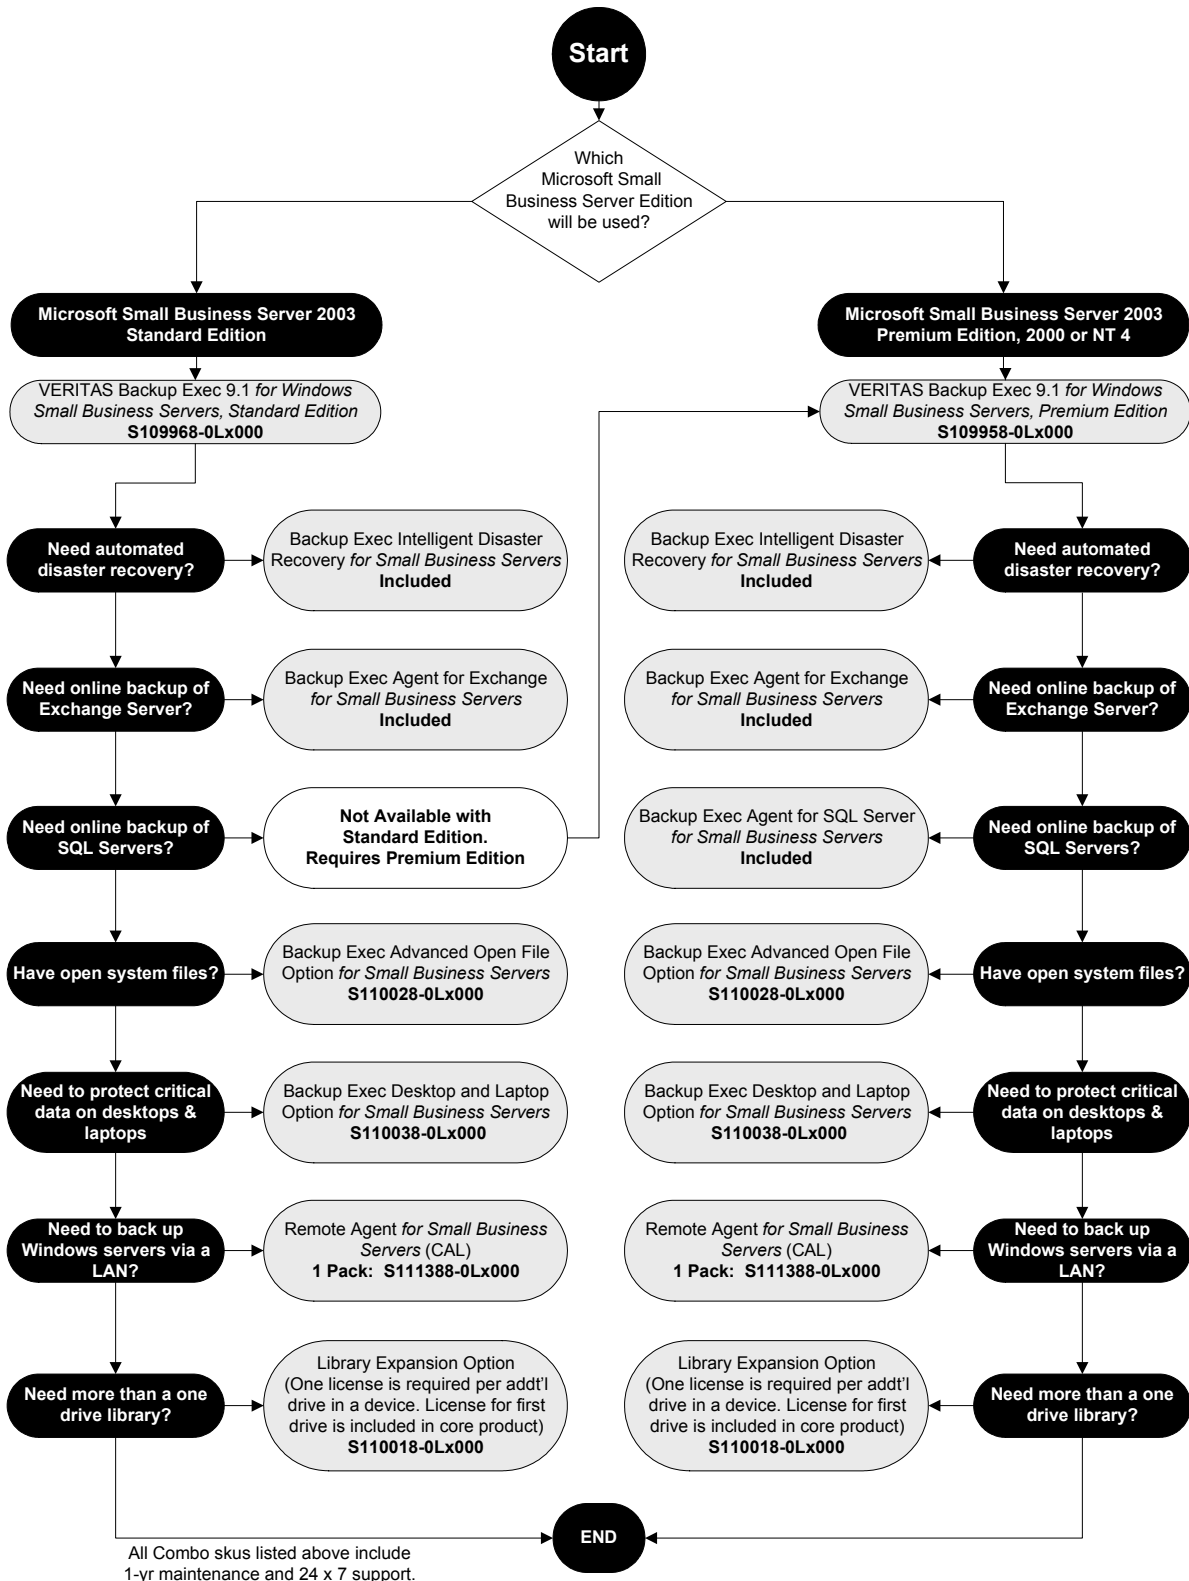 Start
Which
Microsoft Small
Business Server Edition
will be used?
Microsoft Small Business Server 2003
Standard Edition
VERITAS Backup Exec 9.1 for Windows
Small Business Servers, Standard Edition
S109968-0Lx000
Need automated
disaster recovery?
Backup Exec Intelligent Disaster
Recovery for Small Business Servers
Included
Need online backup of
Exchange Server?
Backup Exec Agent for Exchange
for Small Business Servers
Included
Need online backup of
SQL Servers?
Not Available with
Standard Edition.
Requires Premium Edition
Have open system files?
Backup Exec Advanced Open File
Option for Small Business Servers
S110028-0Lx000
Need to protect critical
data on desktops &
laptops
Backup Exec Desktop and Laptop
Option for Small Business Servers
S110038-0Lx000
Need to back up
Windows servers via a
LAN?
Remote Agent for Small Business
Servers (CAL)
1 Pack: S111388-0Lx000
Need more than a one
drive library?
Library Expansion Option
(One license is required per addt'l
drive in a device. License for first
drive is included in core product)
S110018-0Lx000
Microsoft Small Business Server 2003
Premium Edition, 2000 or NT 4
VERITAS Backup Exec 9.1 for Windows
Small Business Servers, Premium Edition
S109958-0Lx000
Backup Exec Intelligent Disaster
Recovery for Small Business Servers
Included
Need automated
disaster recovery?
Backup Exec Agent for Exchange
for Small Business Servers
Included
Need online backup of
Exchange Server?
Backup Exec Agent for SQL Server
for Small Business Servers
Included
Need online backup of
SQL Servers?
Backup Exec Advanced Open File
Option for Small Business Servers
S110028-0Lx000
Have open system files?
Backup Exec Desktop and Laptop
Option for Small Business Servers
S110038-0Lx000
Need to protect critical
data on desktops &
laptops
Remote Agent for Small Business
Servers (CAL)
1 Pack: S111388-0Lx000
Need to back up
Windows servers via a
LAN?
Library Expansion Option
(One license is required per addt'l
drive in a device. License for first
drive is included in core product)
S110018-0Lx000
Need more than a one
drive library?
END
All Combo skus listed above include
1-yr maintenance and 24 x 7 support.